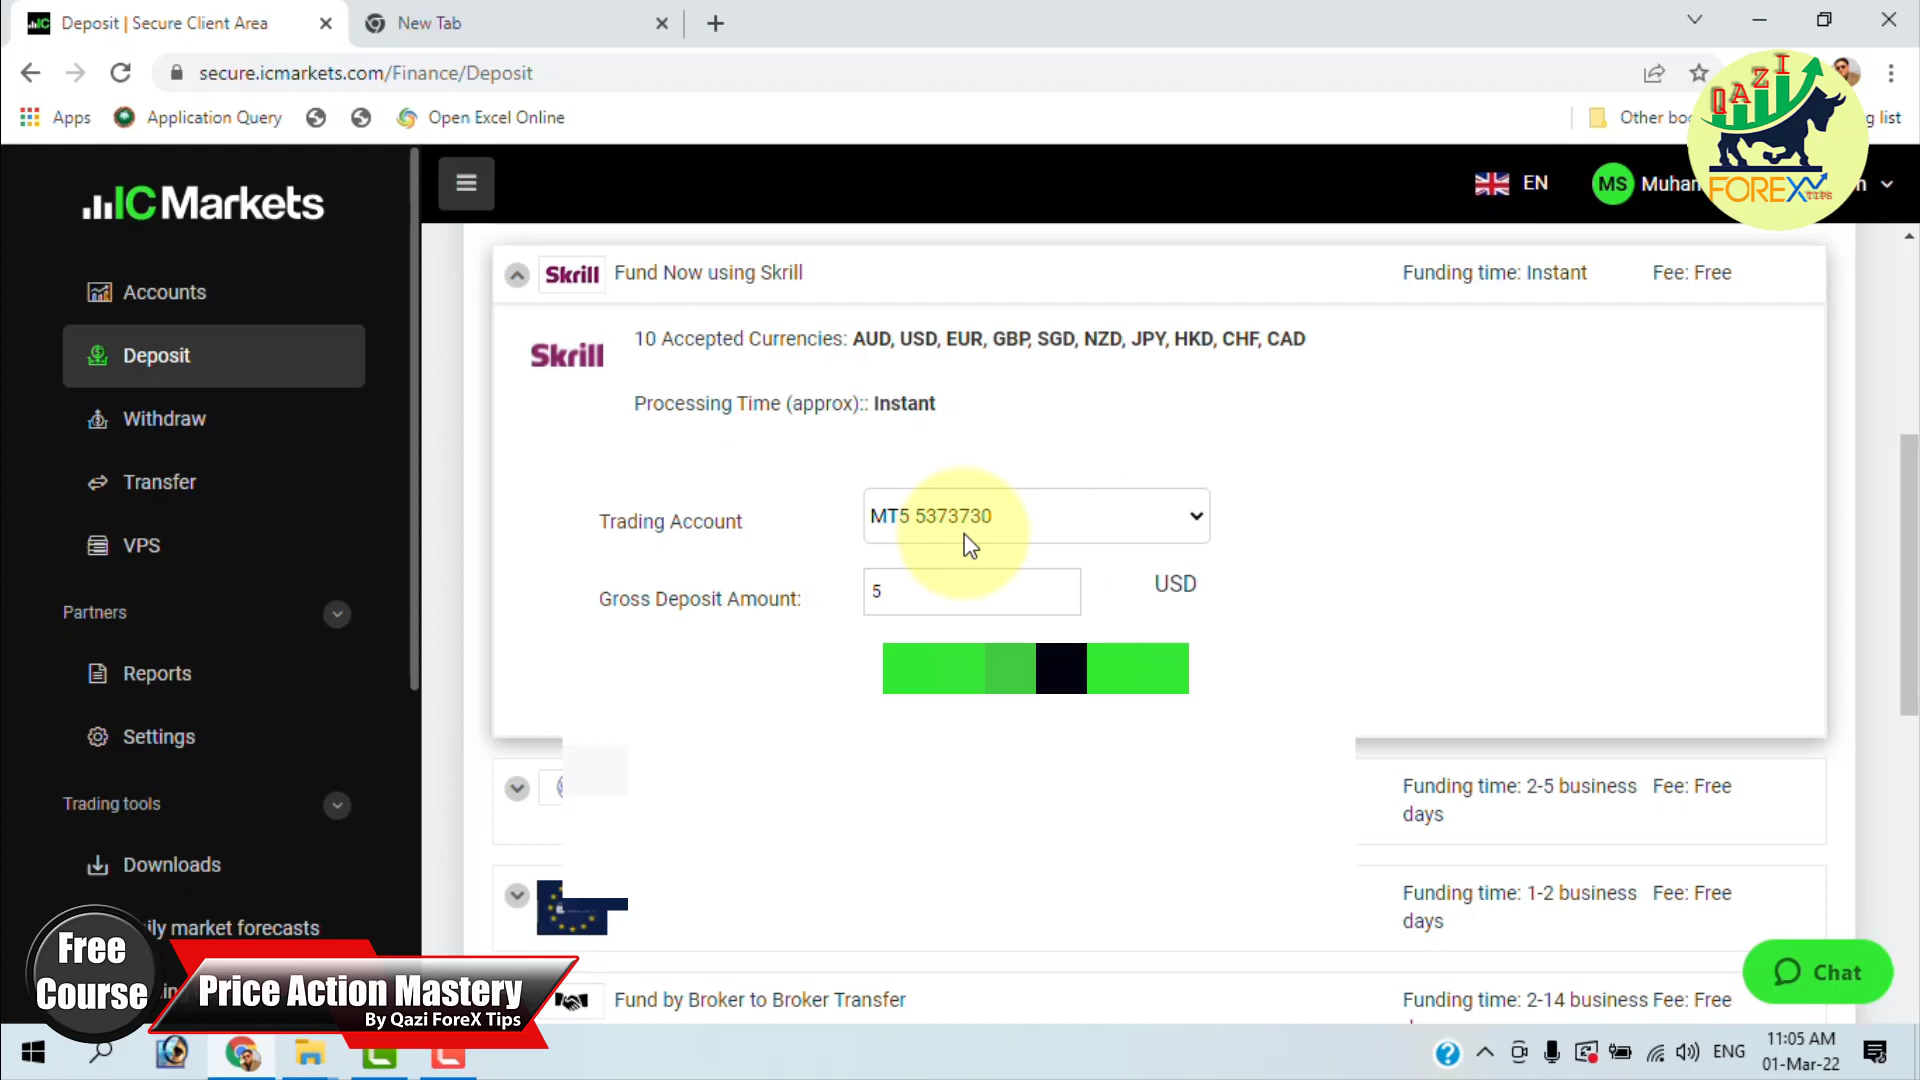 Deposit | Secure Client Area
New Tab
secure.icmarkets.com/Finance/Deposit
Apps
Application Query
Open Excel Online
Other
g list
QAZI
FOREX
TIPS
IC Markets
EN
MS
Accounts
Deposit
Withdraw
Transfer
VPS
Partners
Reports
Settings
Trading tools
Downloads
ily market forecasts
Skrill
Fund Now using Skrill
Funding time: Instant
Fee: Free
Skrill
10 Accepted Currencies: AUD, USD, EUR, GBP, SGD, NZD, JPY, HKD, CHF, CAD
Processing Time (approx):: Instant
Trading Account
MT5 5373730
Gross Deposit Amount:
5
USD
Funding time: 2-5 business
days
Fee: Free
Funding time: 1-2 business
days
Fee: Free
Fund by Broker to Broker Transfer
Funding time: 2-14 business
Fee: Free
Chat
Free
Course
Price Action Mastery
By Qazi ForeX Tips
ENG
11:05 AM
01-Mar-22